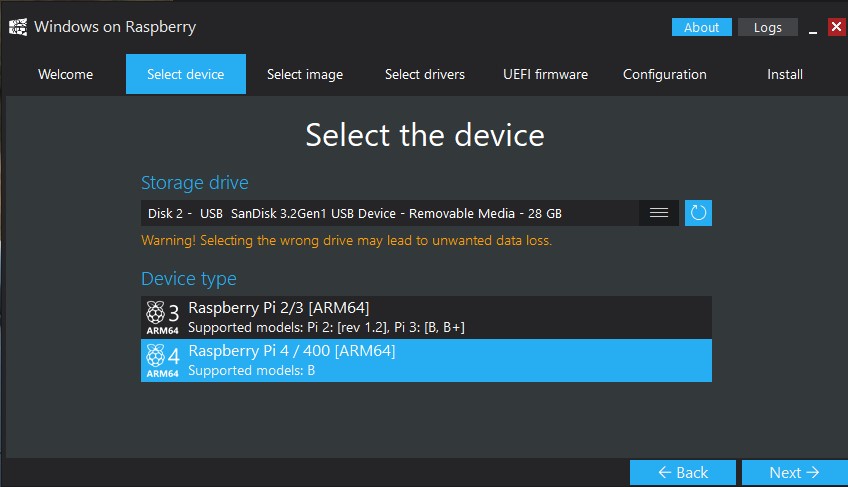 Windows on Raspberry
About
Logs
Welcome
Select device
Select image
Select drivers
UEFI firmware
Configuration
Install
Select the device
Storage drive
Disk 2 - USB SanDisk 3.2Gen1 USB Device - Removable Media - 28 GB
Warning! Selecting the wrong drive may lead to unwanted data loss.
Device type
3
ARM64
Raspberry Pi 2/3 [ARM64]
Supported models: Pi 2: [rev 1.2], Pi 3: [B, B+]
4
ARM64
Raspberry Pi 4 / 400 [ARM64]
Supported models: B
← Back
Next →